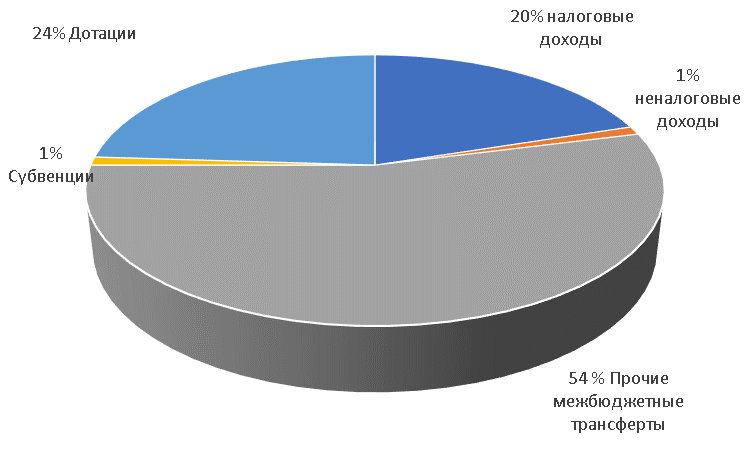 24% Дотации
20% налоговые
доходы
1%
неналоговые
доходы
1%
Субвенции
54 % Прочие
межбюджетные
трансферты